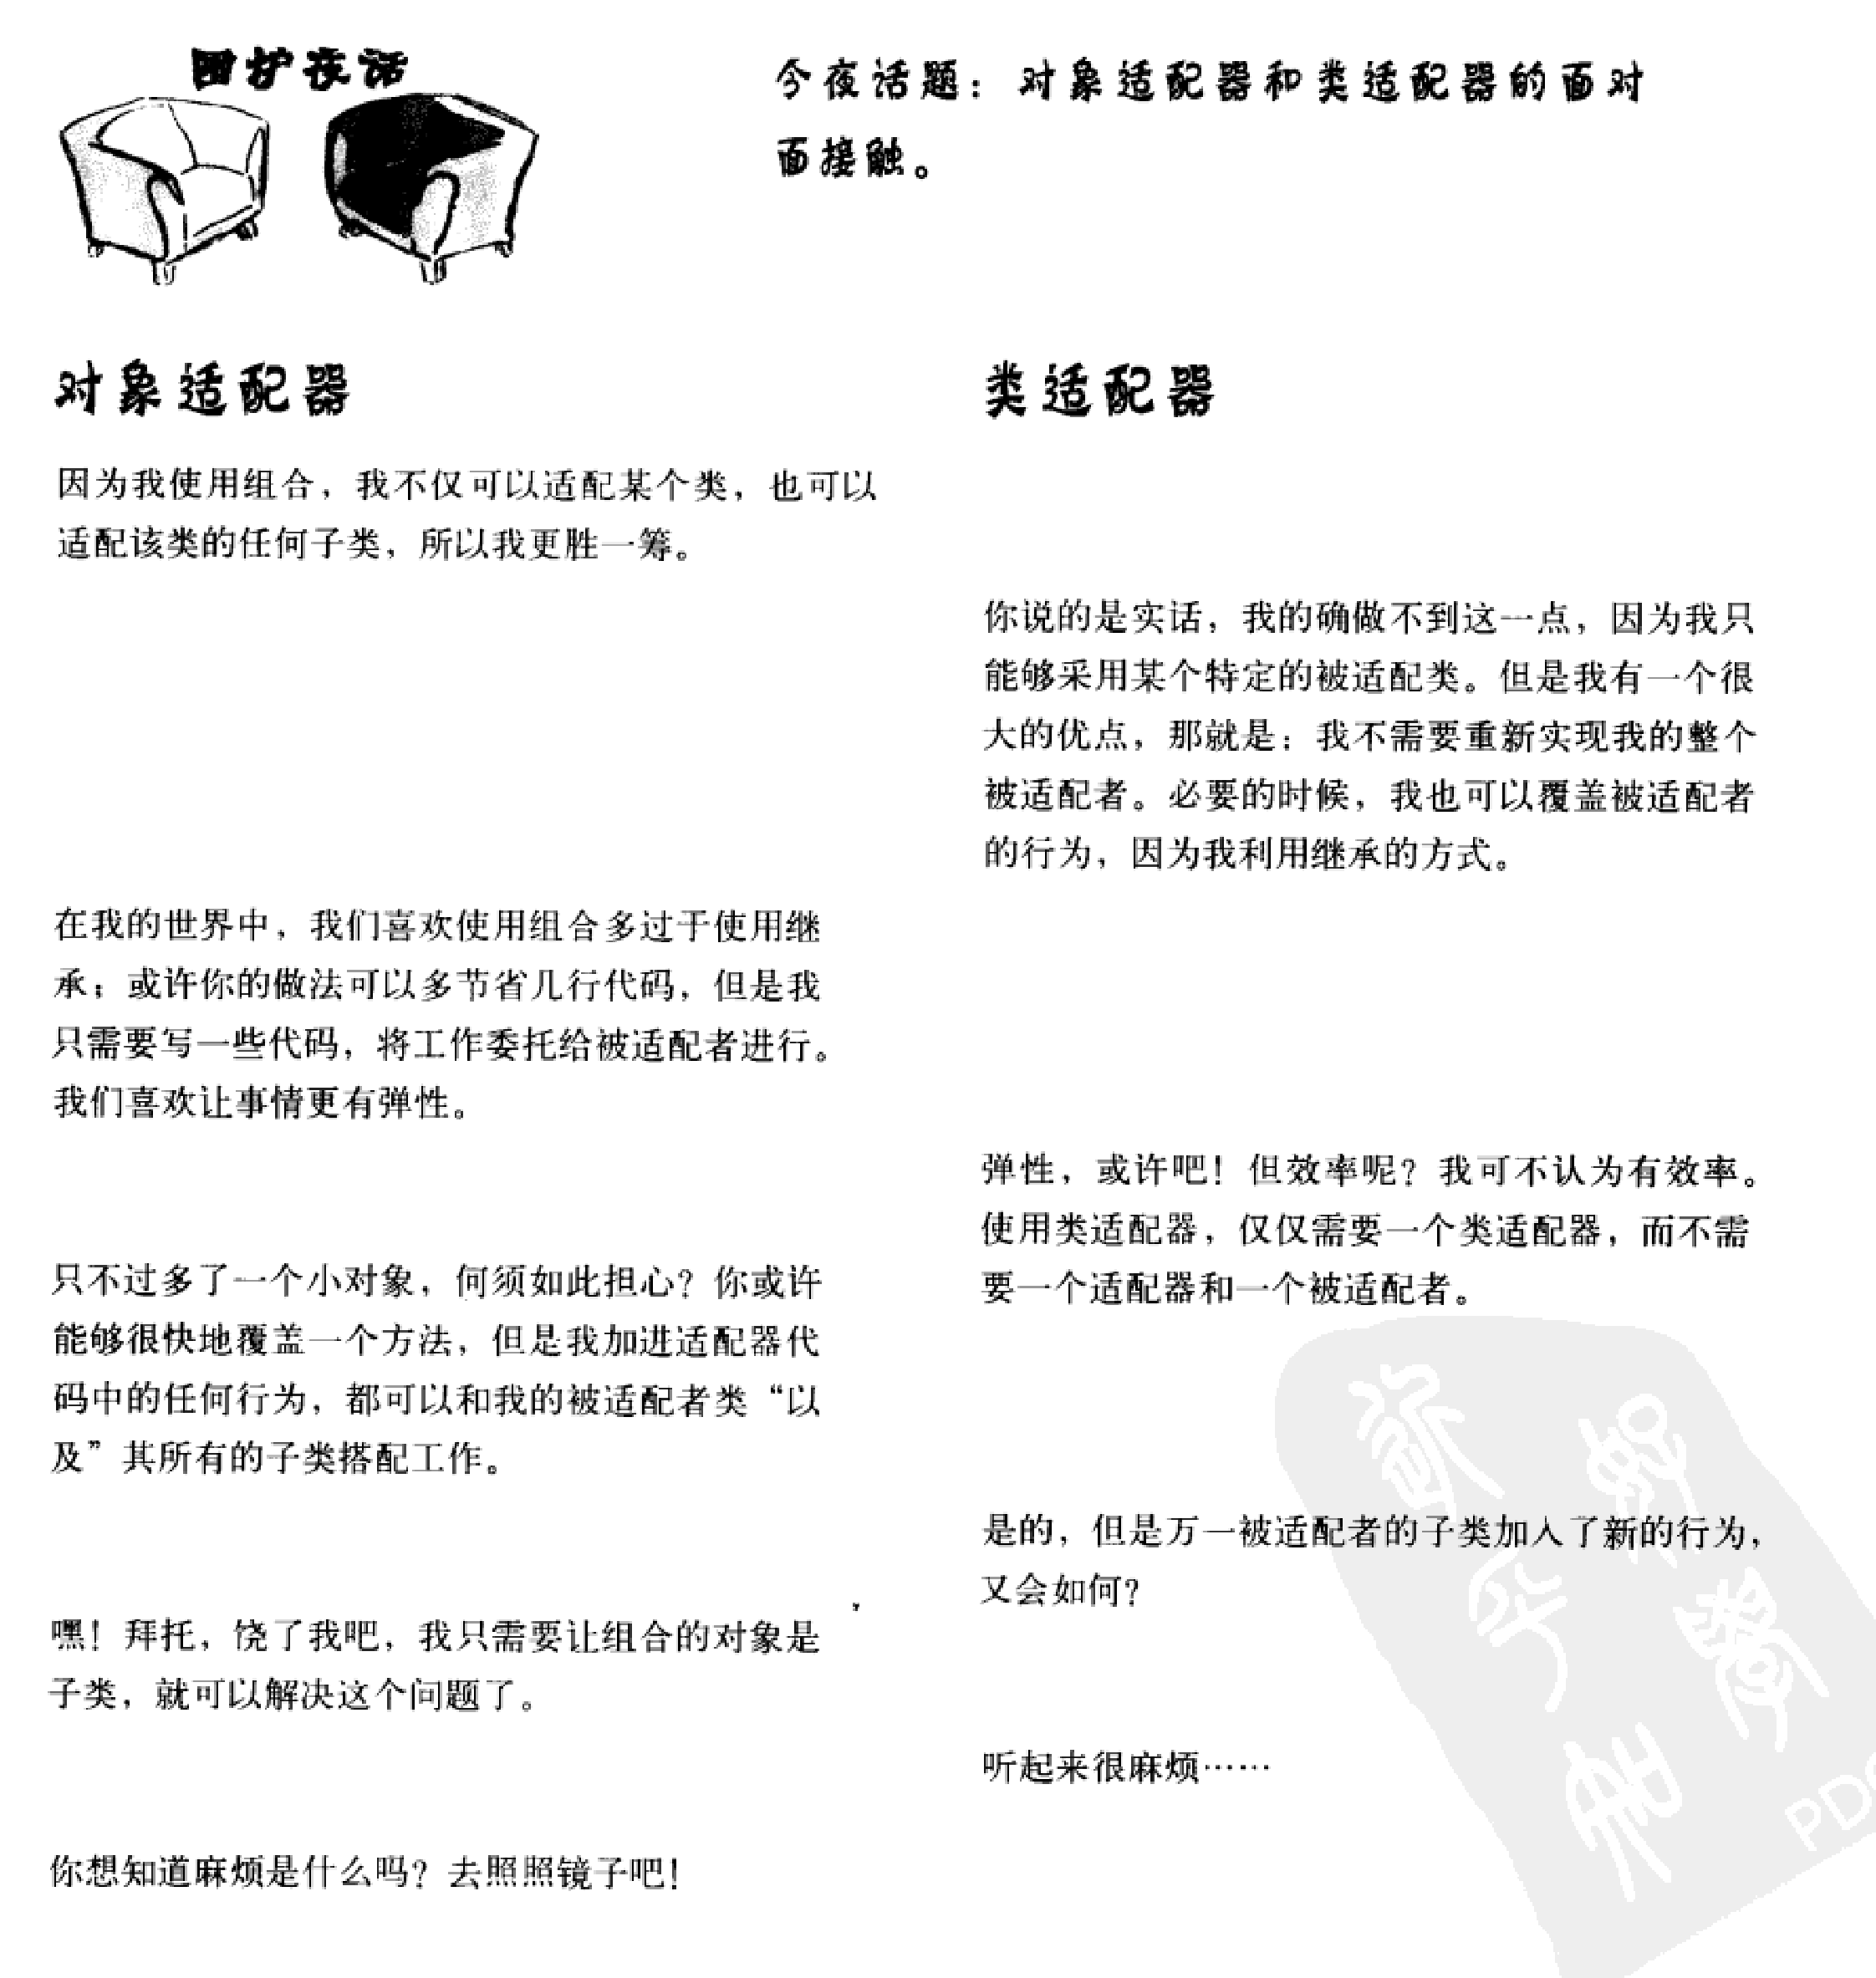 围炉夜话
今夜话题：对象适配器和类适配器的面对
面接触。
对象适配器
类适配器
因为我使用组合，我不仅可以适配某个类，也可以
适配该类的任何子类，所以我更胜一筹。
你说的是实话，我的确做不到这一点，因为我只
能够采用某个特定的被适配类。但是我有一个很
大的优点，那就是：我不需要重新实现我的整个
被适配者。必要的时候，我也可以覆盖被适配者
的行为，因为我利用继承的方式。
在我的世界中，我们喜欢使用组合多过于使用继
承；或许你的做法可以多节省几行代码，但是我
只需要写一些代码，将工作委托给被适配者进行。
我们喜欢让事情更有弹性。
弹性，或许吧！但效率呢？我可不认为有效率。
使用类适配器，仅仅需要一个类适配器，而不需
要一个适配器和一个被适配者。
只不过多了一个小对象，何须如此担心？你或许
能够很快地覆盖一个方法，但是我加进适配器代
码中的任何行为，都可以和我的被适配者类“以
及”其所有的子类搭配工作。
是的，但是万一被适配者的子类加入了新的行为，
又会如何？
嘿！拜托，饶了我吧，我只需要让组合的对象是
子类，就可以解决这个问题了。
听起来很麻烦……
你想知道麻烦是什么吗？去照照镜子吧！